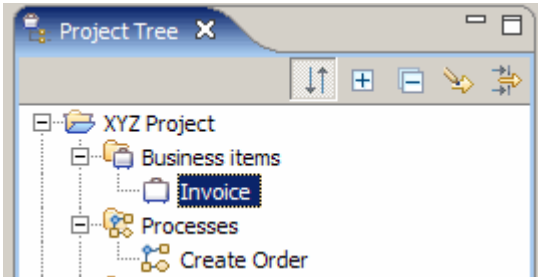 Project Tree
XYZ Project
Business items
Invoice
Processes
Create Order